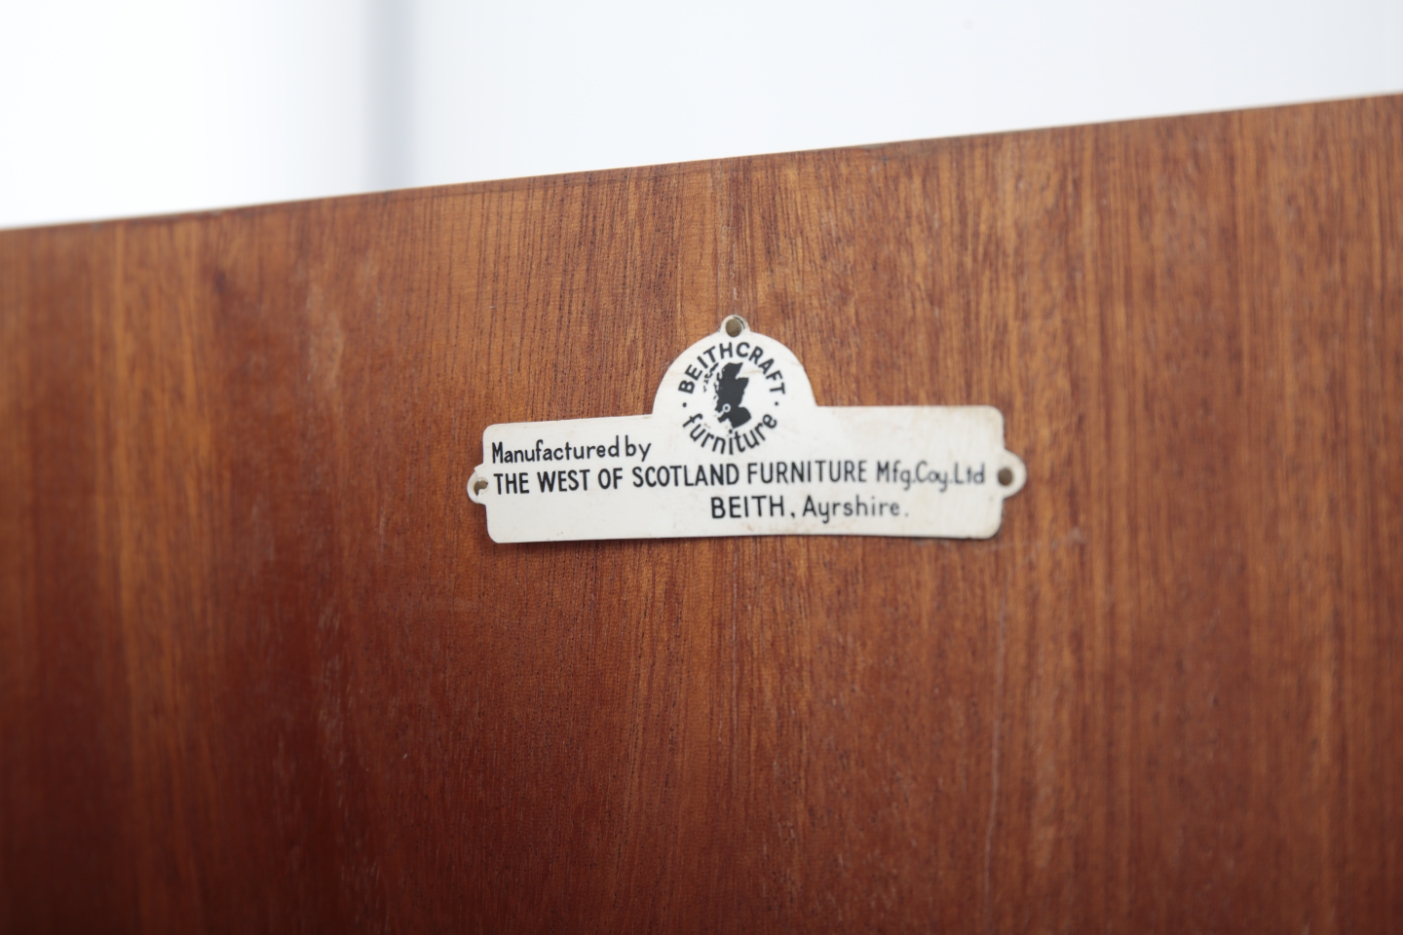 BEITHCRAFT
furniture
Manufactured by
THE WEST OF SCOTLAND FURNITURE Mfg.Coy.Ltd
BEITH, Ayrshire.